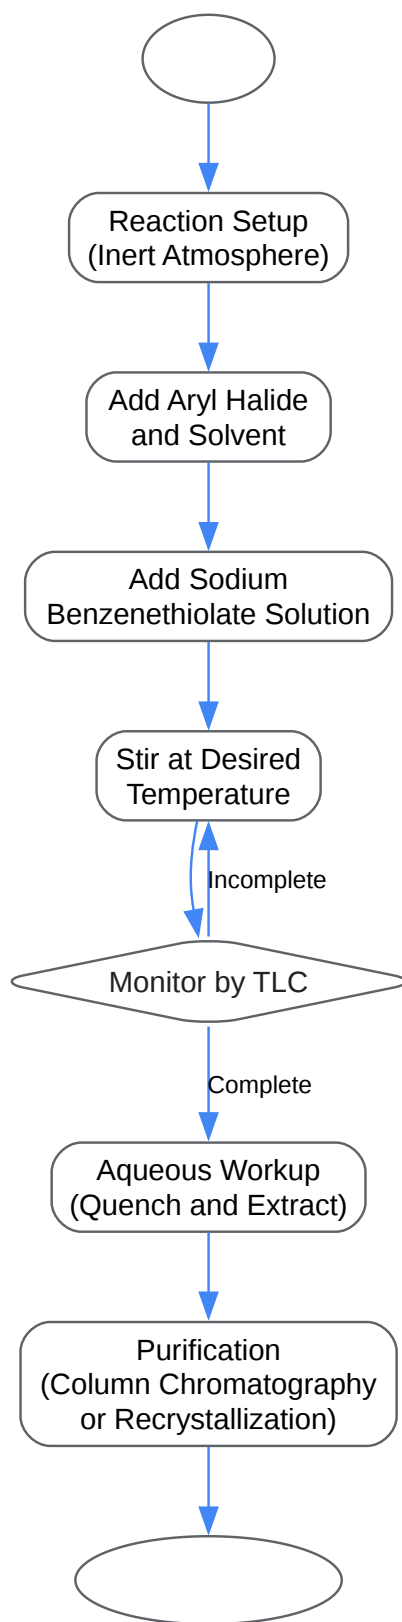 Reaction Setup
(Inert Atmosphere)
Add Aryl Halide
and Solvent
Add Sodium
Benzenethiolate Solution
Stir at Desired
Temperature
Incomplete
Monitor by TLC
Complete
Aqueous Workup
(Quench and Extract)
Purification
(Column Chromatography
or Recrystallization)